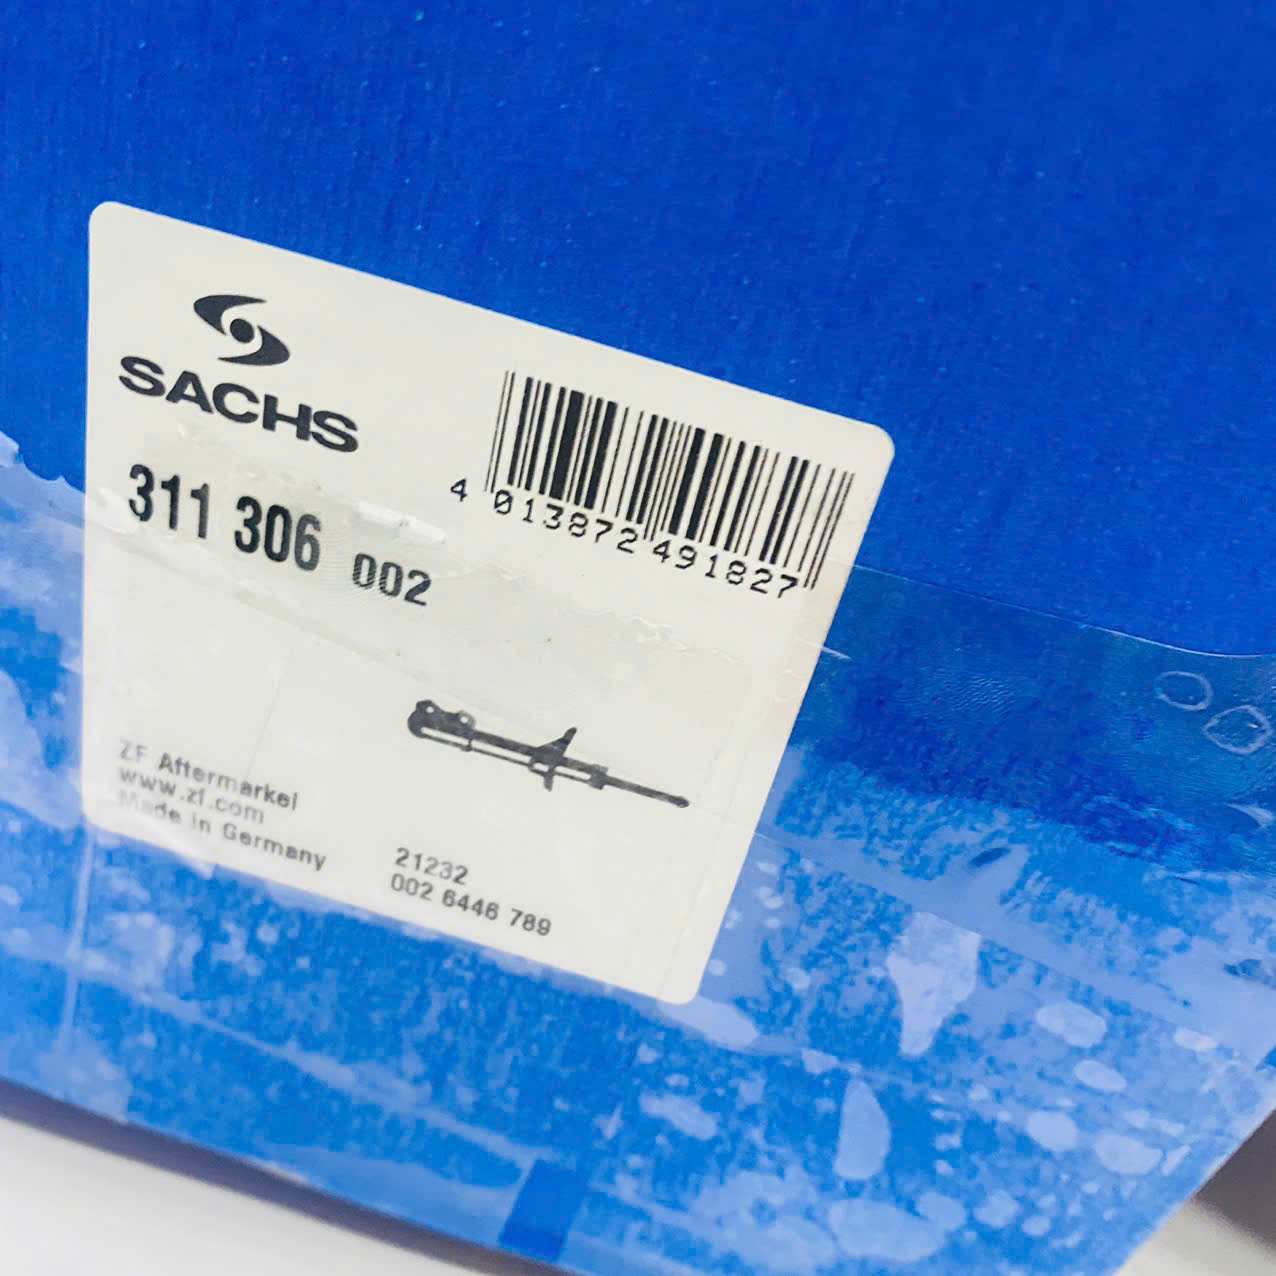 SACHS
311 306 002
4 013872 491827
ZF Aftermarket
www.zf.com
Made in Germany
21232
002 6446 789